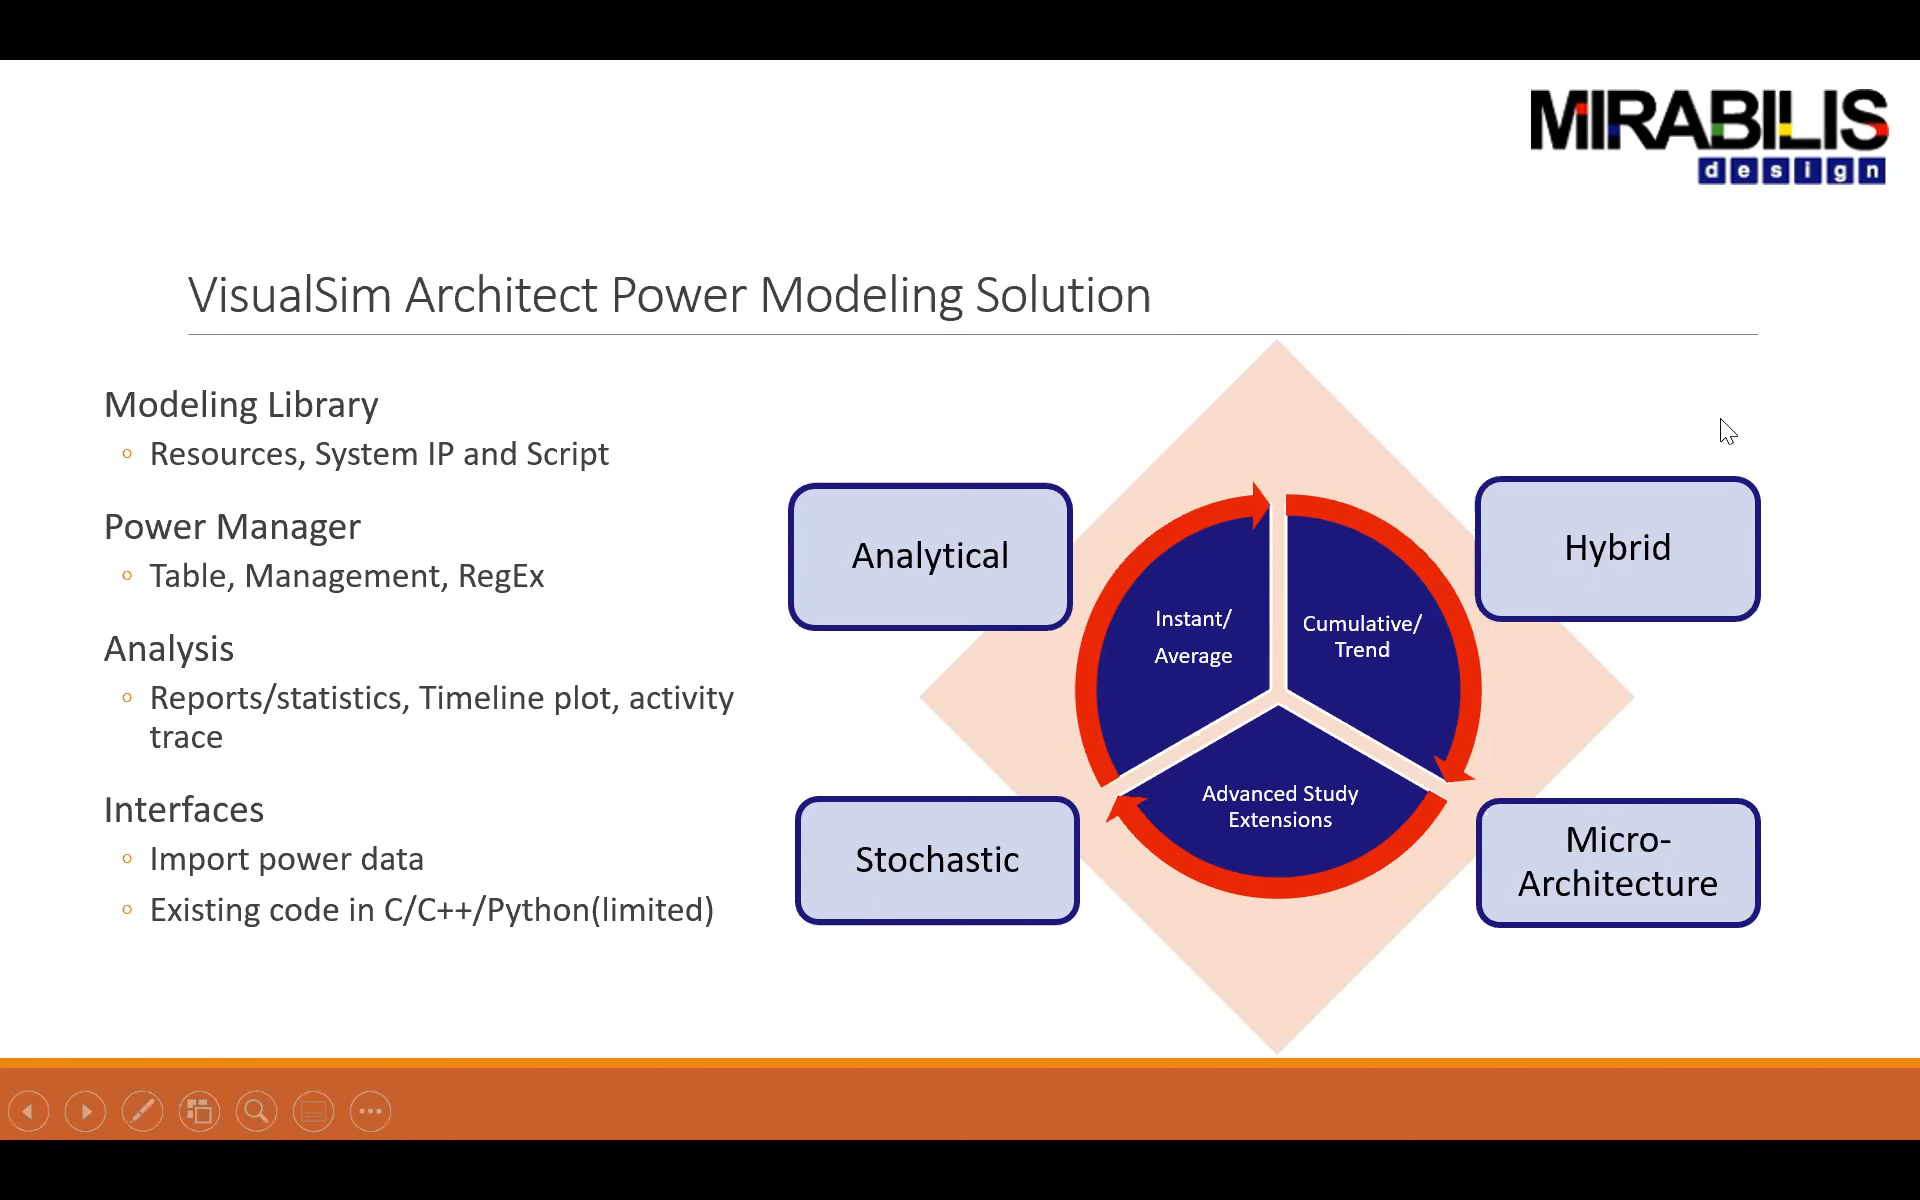 MIRABILIS
design
VisualSim Architect Power Modeling Solution
Modeling Library
Resources, System IP and Script
Power Manager
Table, Management, RegEx
Analysis
Reports/statistics, Timeline plot, activity
trace
Interfaces
Import power data
Existing code in C/C++/Python(limited)
Analytical
Hybrid
Instant/
Average
Cumulative/
Trend
Advanced Study
Extensions
Stochastic
Micro-
Architecture